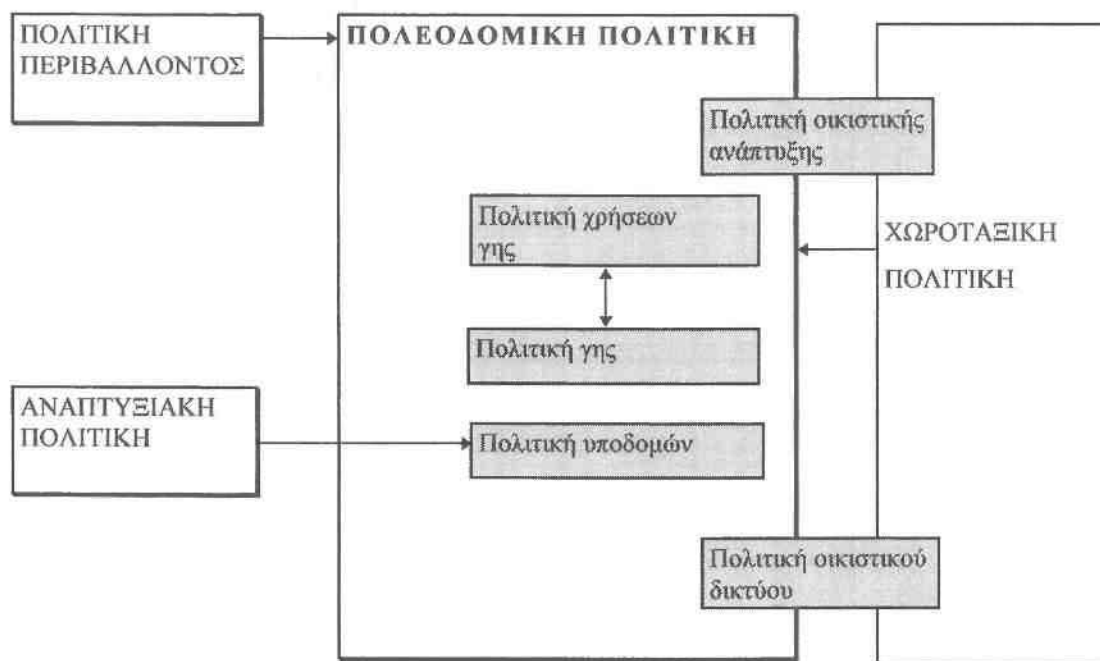 ΠΟΛΙΤΙΚΗ
ΠΕΡΙΒΑΛΛΟΝΤΟΣ
ΠΟΛΕΟΔΟΜΙΚΗ ΠΟΛΙΤΙΚΗ
Πολιτική οικιστικής
ανάπτυξης
Πολιτική χρήσεων
γης
ΧΩΡΟΤΑΞΙΚΗ
ΠΟΛΙΤΙΚΗ
Πολιτική γης
ΑΝΑΠΤΥΞΙΑΚΗ
ΠΟΛΙΤΙΚΗ
Πολιτική υποδομών
Πολιτική οικιστικού
δικτύου